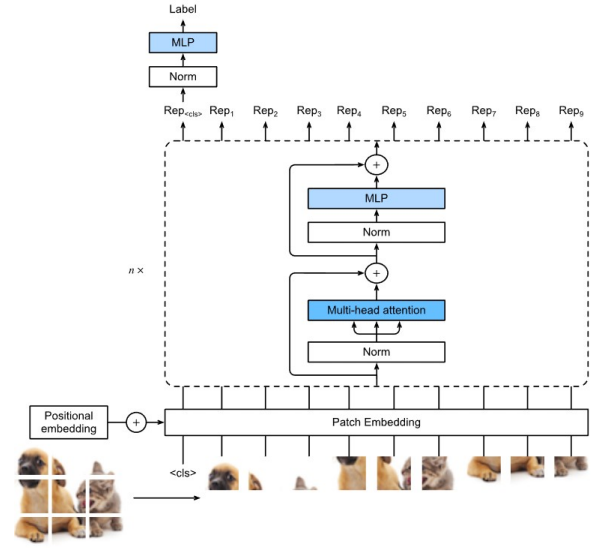 Label
MLP
Norm
Rep<cls> Rep1 Rep2 Rep3 Rep4 Rep5 Rep6 Rep7 Rep8 Rep9
+
MLP
Norm
n ×
+
Multi-head attention
Norm
Positional
embedding
+
Patch Embedding
<cls>